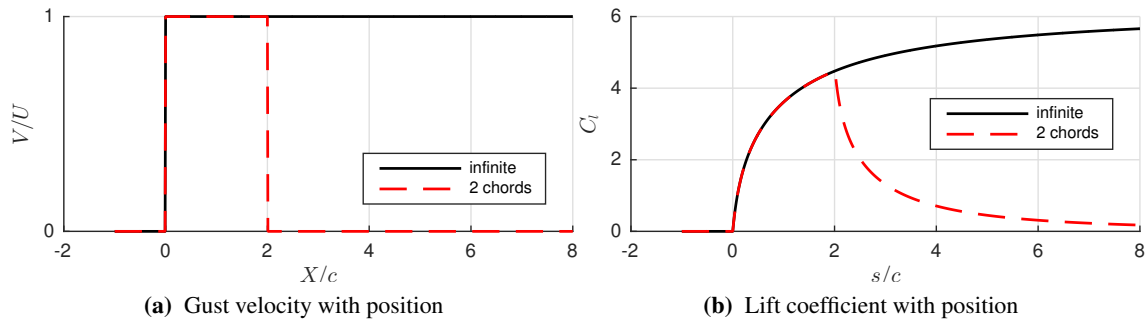 1
V/U
0
infinite
2 chords
-2 0 2 4 6 8
X/c
(a) Gust velocity with position
6
4
C_l
2
0
infinite
2 chords
-2 0 2 4 6 8
s/c
(b) Lift coefficient with position